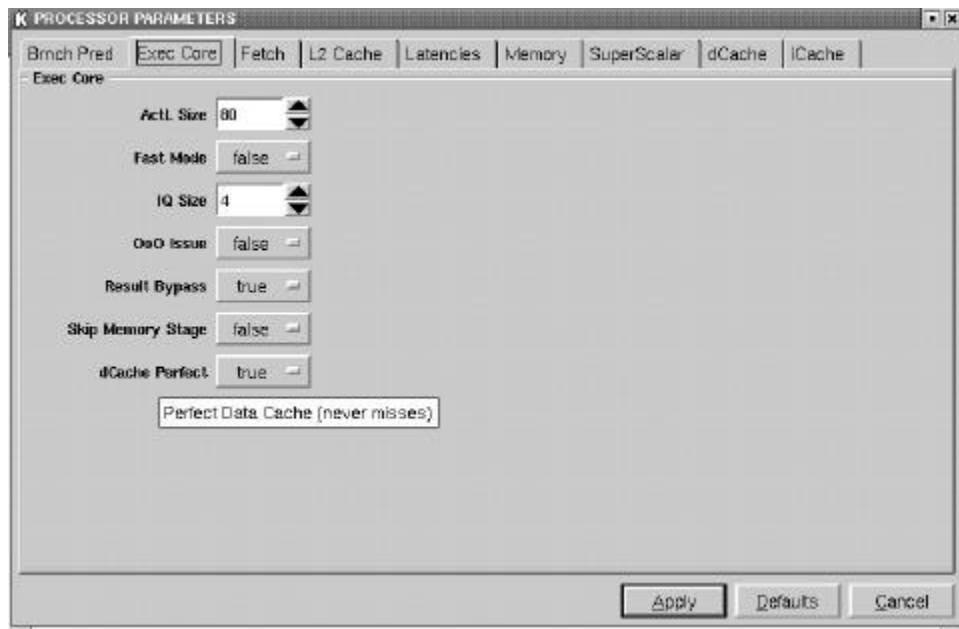 PROCESSOR PARAMETERS
Brnch Pred Exec Core Fetch L2 Cache Latencies Memory SuperScalar dCache ICache
Exec Core
ActL Size 80
Fast Mode false
IQ Size 4
OoO Issue false
Result Bypass true
Skip Memory Stage false
dCache Perfect true
Perfect Data Cache (never misses)
Apply Defaults Cancel